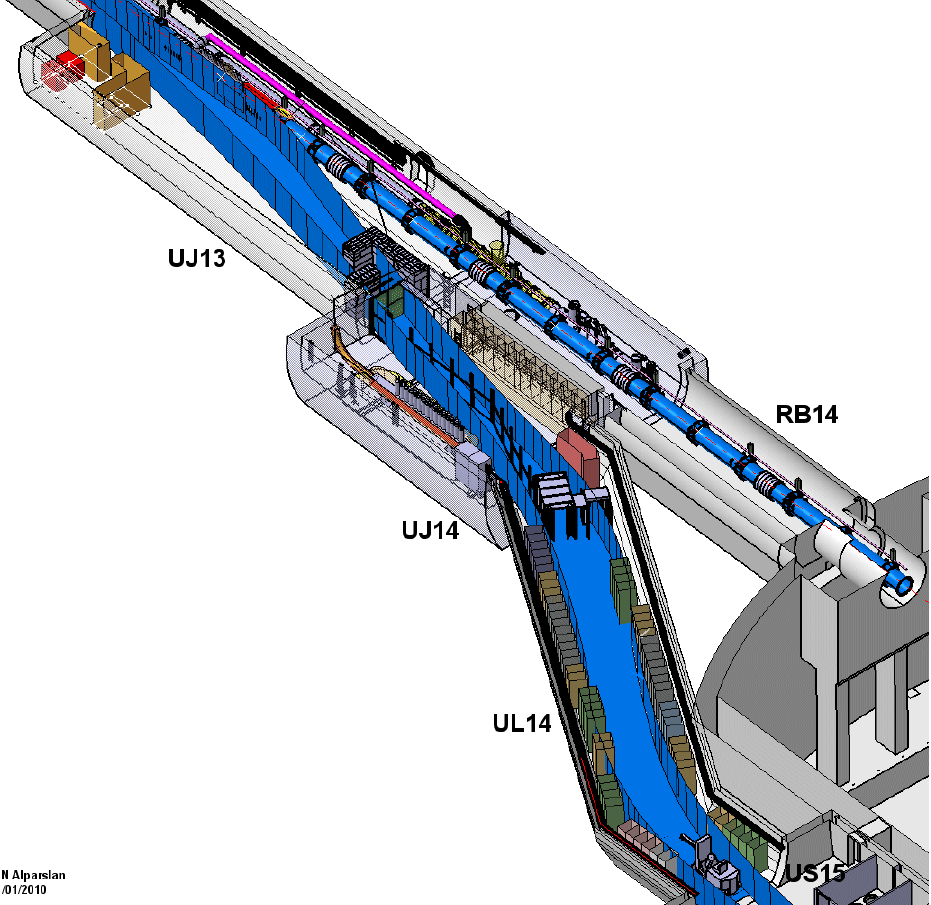 UJ13
RB14
UJ14
UL14
US15
N Alparslan
/01/2010